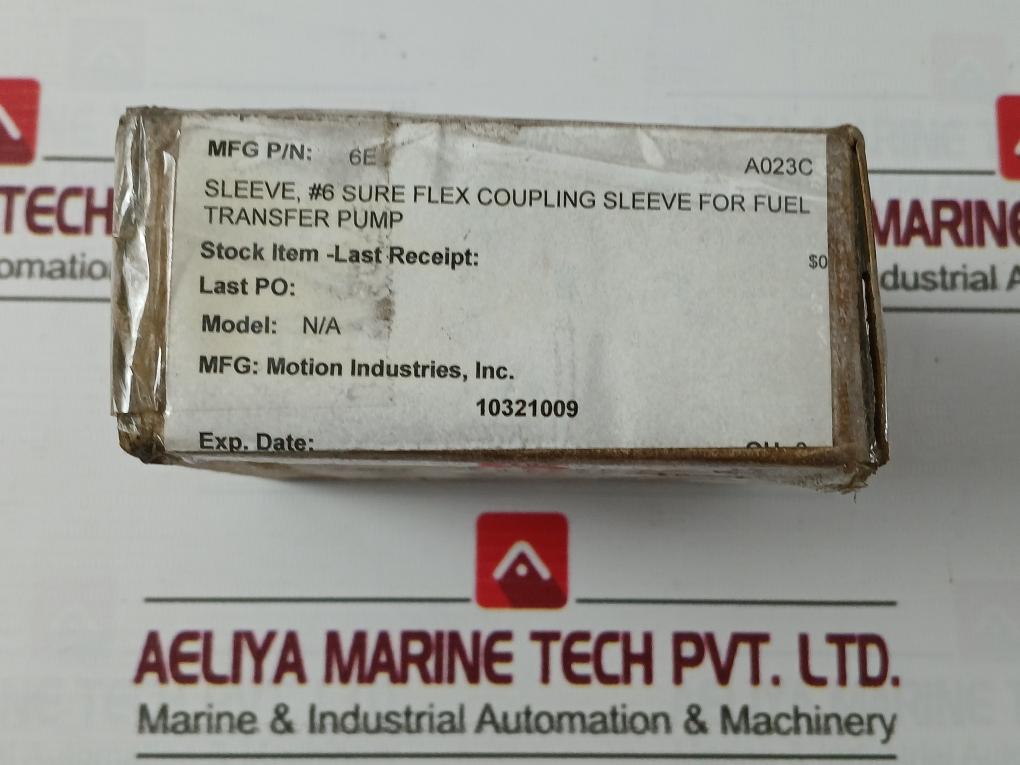 MFG P/N: 6E
A023C
SLEEVE, #6 SURE FLEX COUPLING SLEEVE FOR FUEL
TRANSFER PUMP
Stock Item -Last Receipt:
$0
Last PO:
Model: N/A
MFG: Motion Industries, Inc.
10321009
Exp. Date:
TECH
MARIN
omatio
dustrial A
AELIYA MARINE TECH PVT. LTD.
Marine & Industrial Automation & Machinery